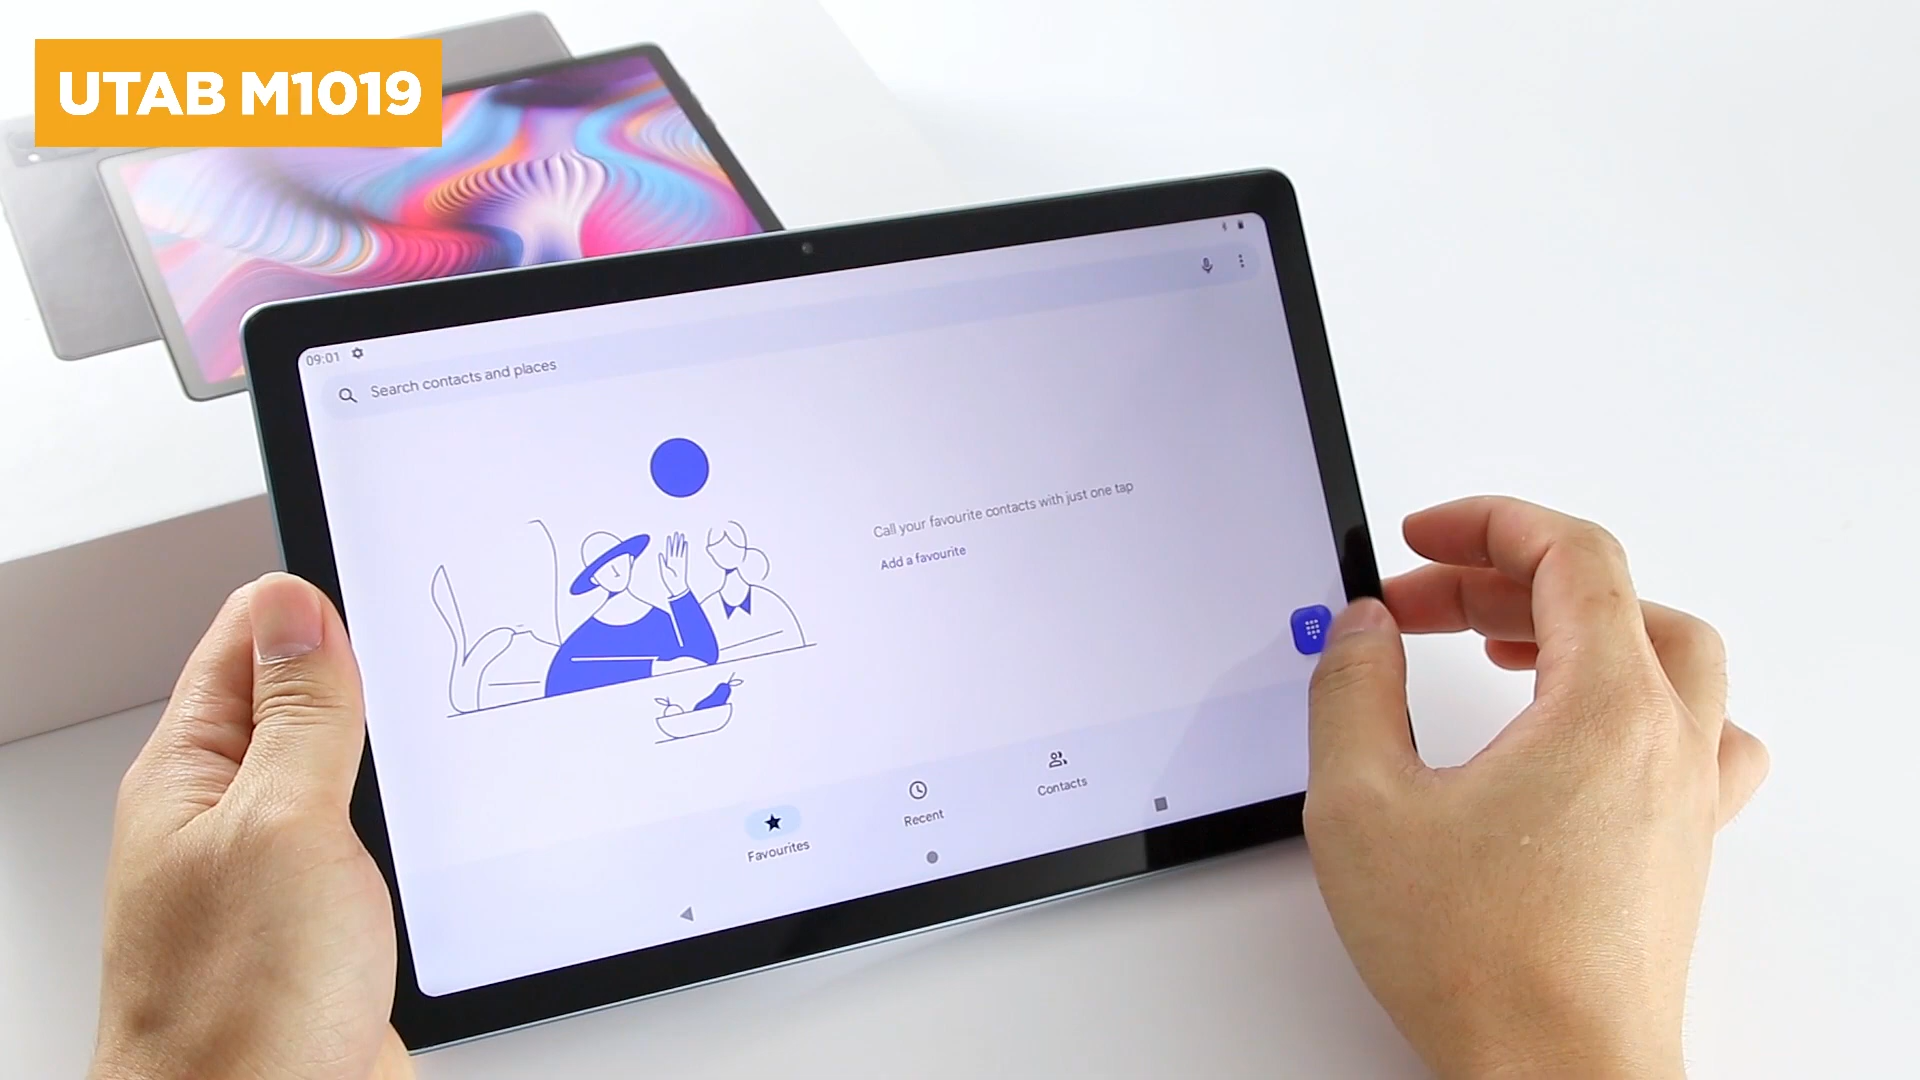 UTAB M1019
09:01
Search contacts and places
Call your favourite contacts with just one tap
Add a favourite
Favourites
Recent
Contacts